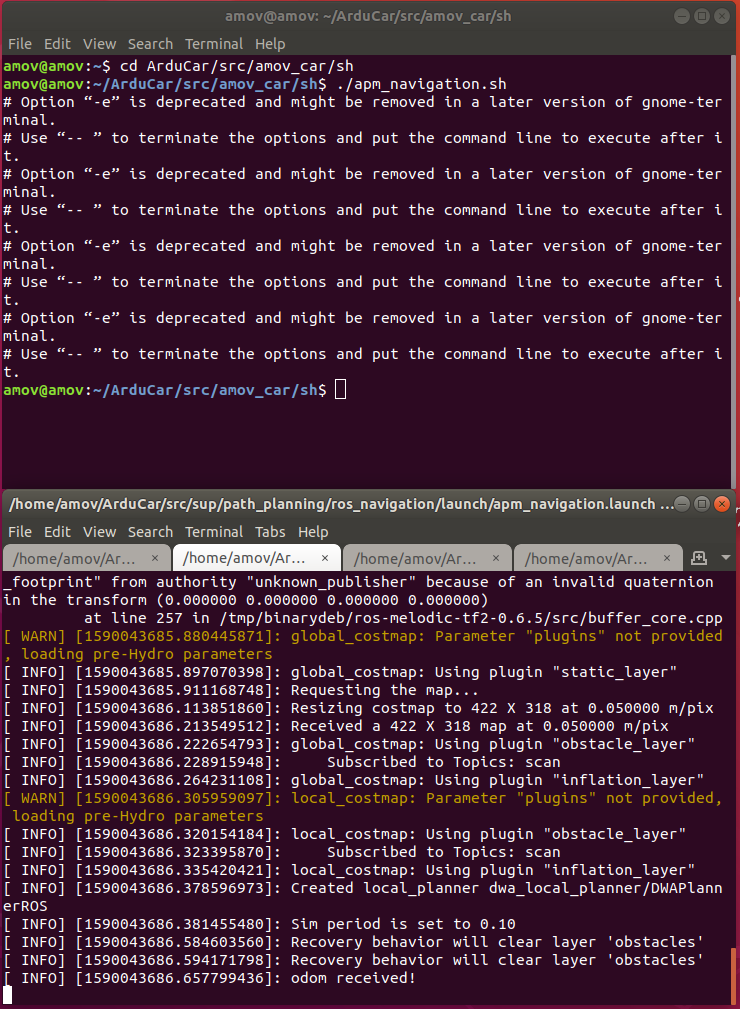 amov@amov: ~/ArduCar/src/amov_car/sh
File Edit View Search Terminal Help
amov@amov:~$ cd ArduCar/src/amov_car/sh
amov@amov:~/ArduCar/src/amov_car/sh$ ./apm_navigation.sh
# Option “-e” is deprecated and might be removed in a later version of gnome-ter
minal.
# Use “-- ” to terminate the options and put the command line to execute after i
t.
# Option “-e” is deprecated and might be removed in a later version of gnome-ter
minal.
# Use “-- ” to terminate the options and put the command line to execute after i
t.
# Option “-e” is deprecated and might be removed in a later version of gnome-ter
minal.
# Use “-- ” to terminate the options and put the command line to execute after i
t.
# Option “-e” is deprecated and might be removed in a later version of gnome-ter
minal.
# Use “-- ” to terminate the options and put the command line to execute after i
t.
amov@amov:~/ArduCar/src/amov_car/sh$
/home/amov/ArduCar/src/sup/path_planning/ros_navigation/launch/apm_navigation.launch ...
File Edit View Search Terminal Tabs Help
/home/amov/Ar... × /home/amov/Ar... × /home/amov/Ar... × /home/amov/Ar... ×
_footprint" from authority "unknown_publisher" because of an invalid quaternion
in the transform (0.000000 0.000000 0.000000 0.000000)
         at line 257 in /tmp/binarydeb/ros-melodic-tf2-0.6.5/src/buffer_core.cpp
[ WARN] [1590043685.880445871]: global_costmap: Parameter "plugins" not provided
, loading pre-Hydro parameters
[ INFO] [1590043685.897070398]: global_costmap: Using plugin "static_layer"
[ INFO] [1590043685.911168748]: Requesting the map...
[ INFO] [1590043686.113851860]: Resizing costmap to 422 X 318 at 0.050000 m/pix
[ INFO] [1590043686.213549512]: Received a 422 X 318 map at 0.050000 m/pix
[ INFO] [1590043686.222654793]: global_costmap: Using plugin "obstacle_layer"
[ INFO] [1590043686.228915948]:     Subscribed to Topics: scan
[ INFO] [1590043686.264231108]: global_costmap: Using plugin "inflation_layer"
[ WARN] [1590043686.305959097]: local_costmap: Parameter "plugins" not provided,
 loading pre-Hydro parameters
[ INFO] [1590043686.320154184]: local_costmap: Using plugin "obstacle_layer"
[ INFO] [1590043686.323395870]:     Subscribed to Topics: scan
[ INFO] [1590043686.335420421]: local_costmap: Using plugin "inflation_layer"
[ INFO] [1590043686.378596973]: Created local_planner dwa_local_planner/DWAPlann
erROS
[ INFO] [1590043686.381455480]: Sim period is set to 0.10
[ INFO] [1590043686.584603560]: Recovery behavior will clear layer 'obstacles'
[ INFO] [1590043686.594171798]: Recovery behavior will clear layer 'obstacles'
[ INFO] [1590043686.657799436]: odom received!